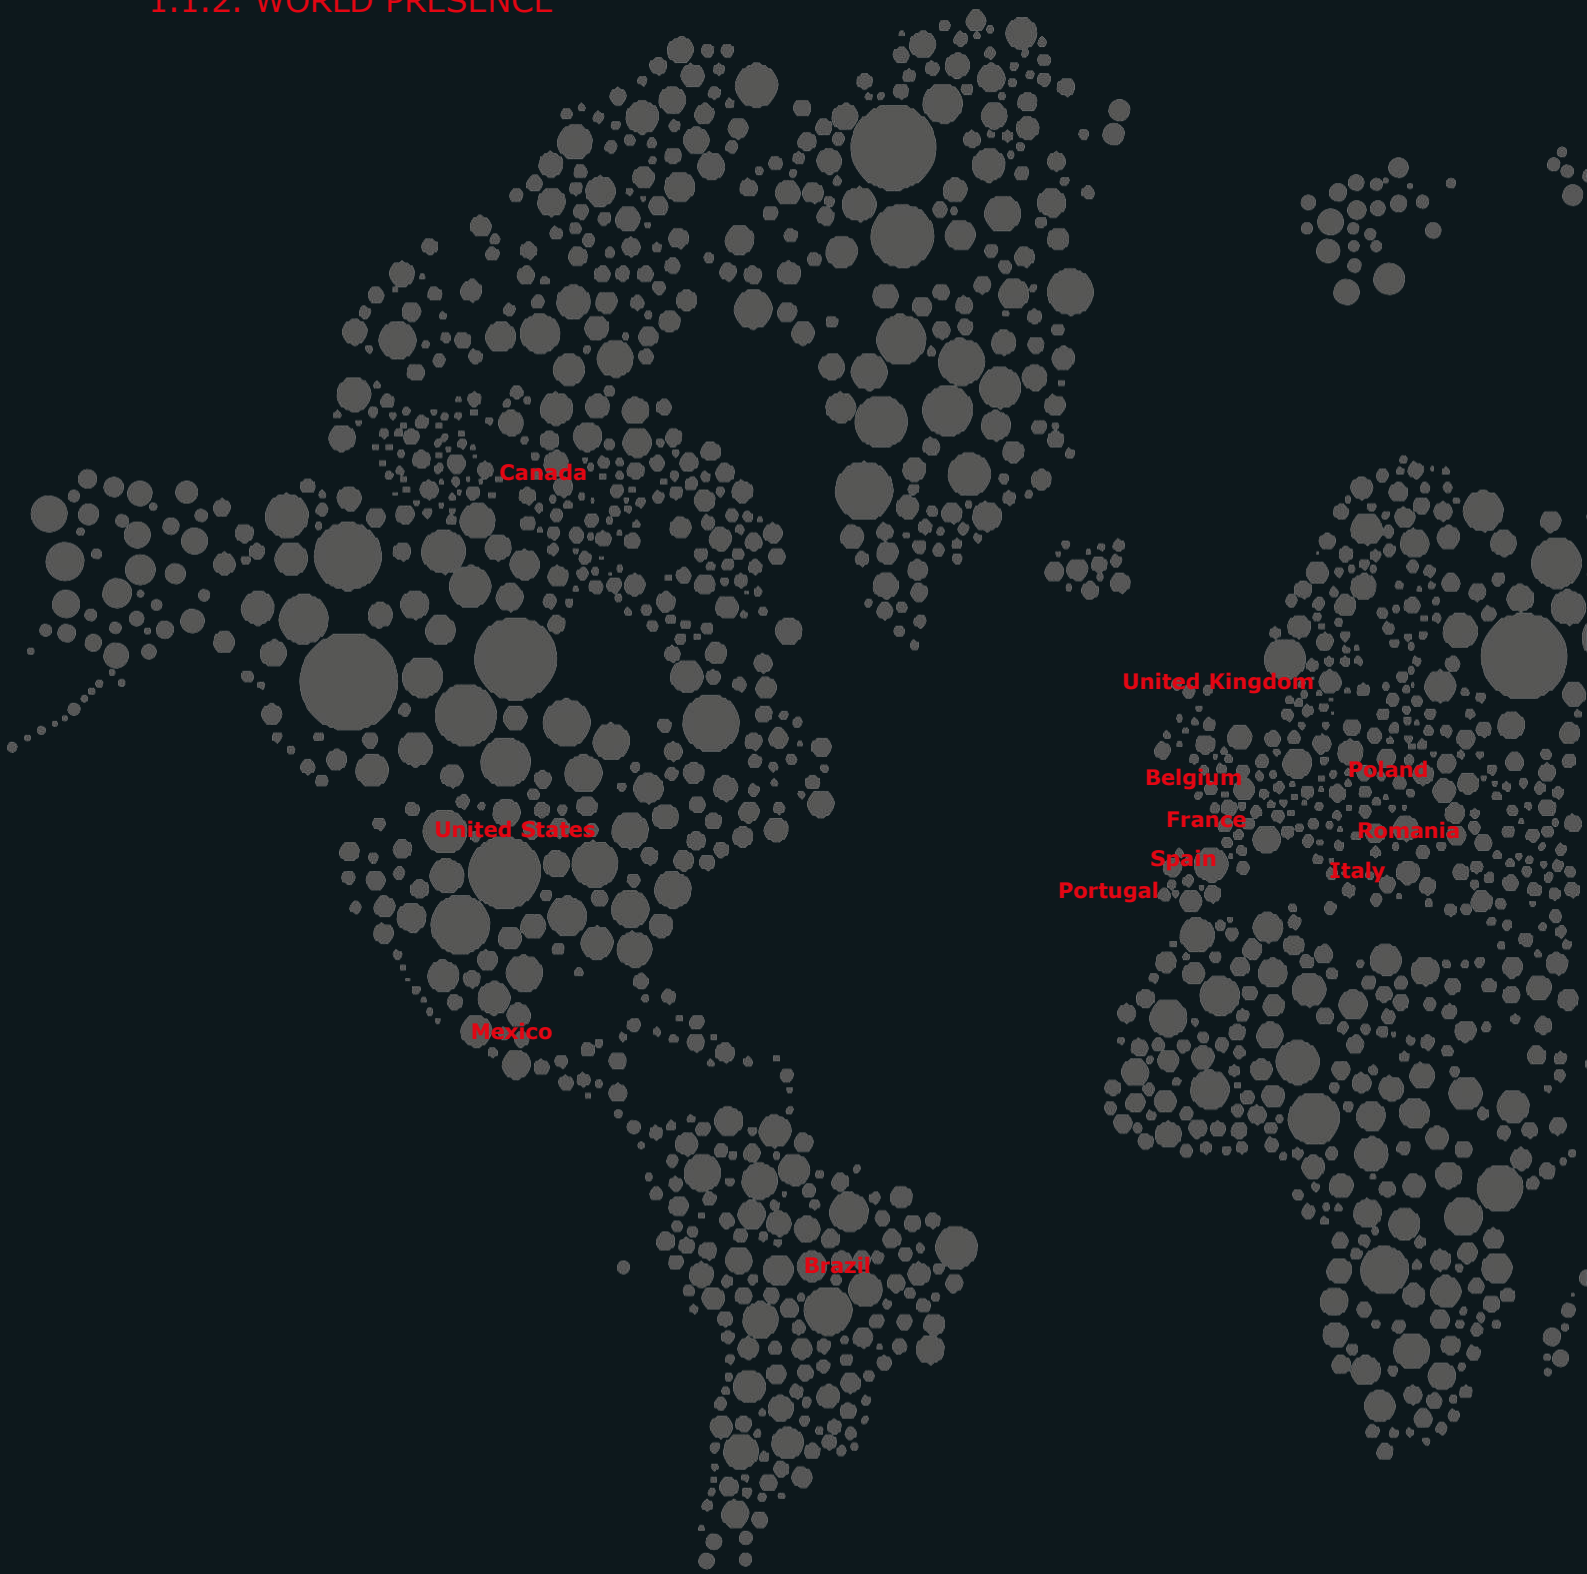 1.1.2. WORLD PRESENCE
Canada
United Kingdom
Poland
Belgium
France
United States
Romania
Spain
Italy
Portugal
Mexico
Brazil